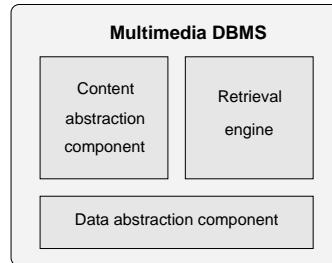 Multimedia DBMS
Content
abstraction
component
Retrieval
engine
Data abstraction component